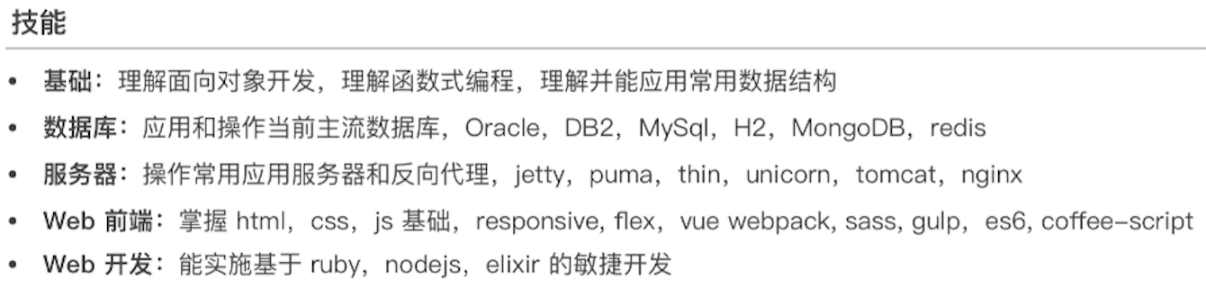 技能
• 基础：理解面向对象开发，理解函数式编程，理解并能应用常用数据结构
• 数据库：应用和操作当前主流数据库，Oracle，DB2，MySql，H2，MongoDB，redis
• 服务器：操作常用应用服务器和反向代理，jetty，puma，thin，unicorn，tomcat，nginx
• Web 前端：掌握 html，css，js 基础，responsive, flex，vue webpack, sass, gulp，es6, coffee-script
• Web 开发：能实施基于 ruby，nodejs，elixir 的敏捷开发